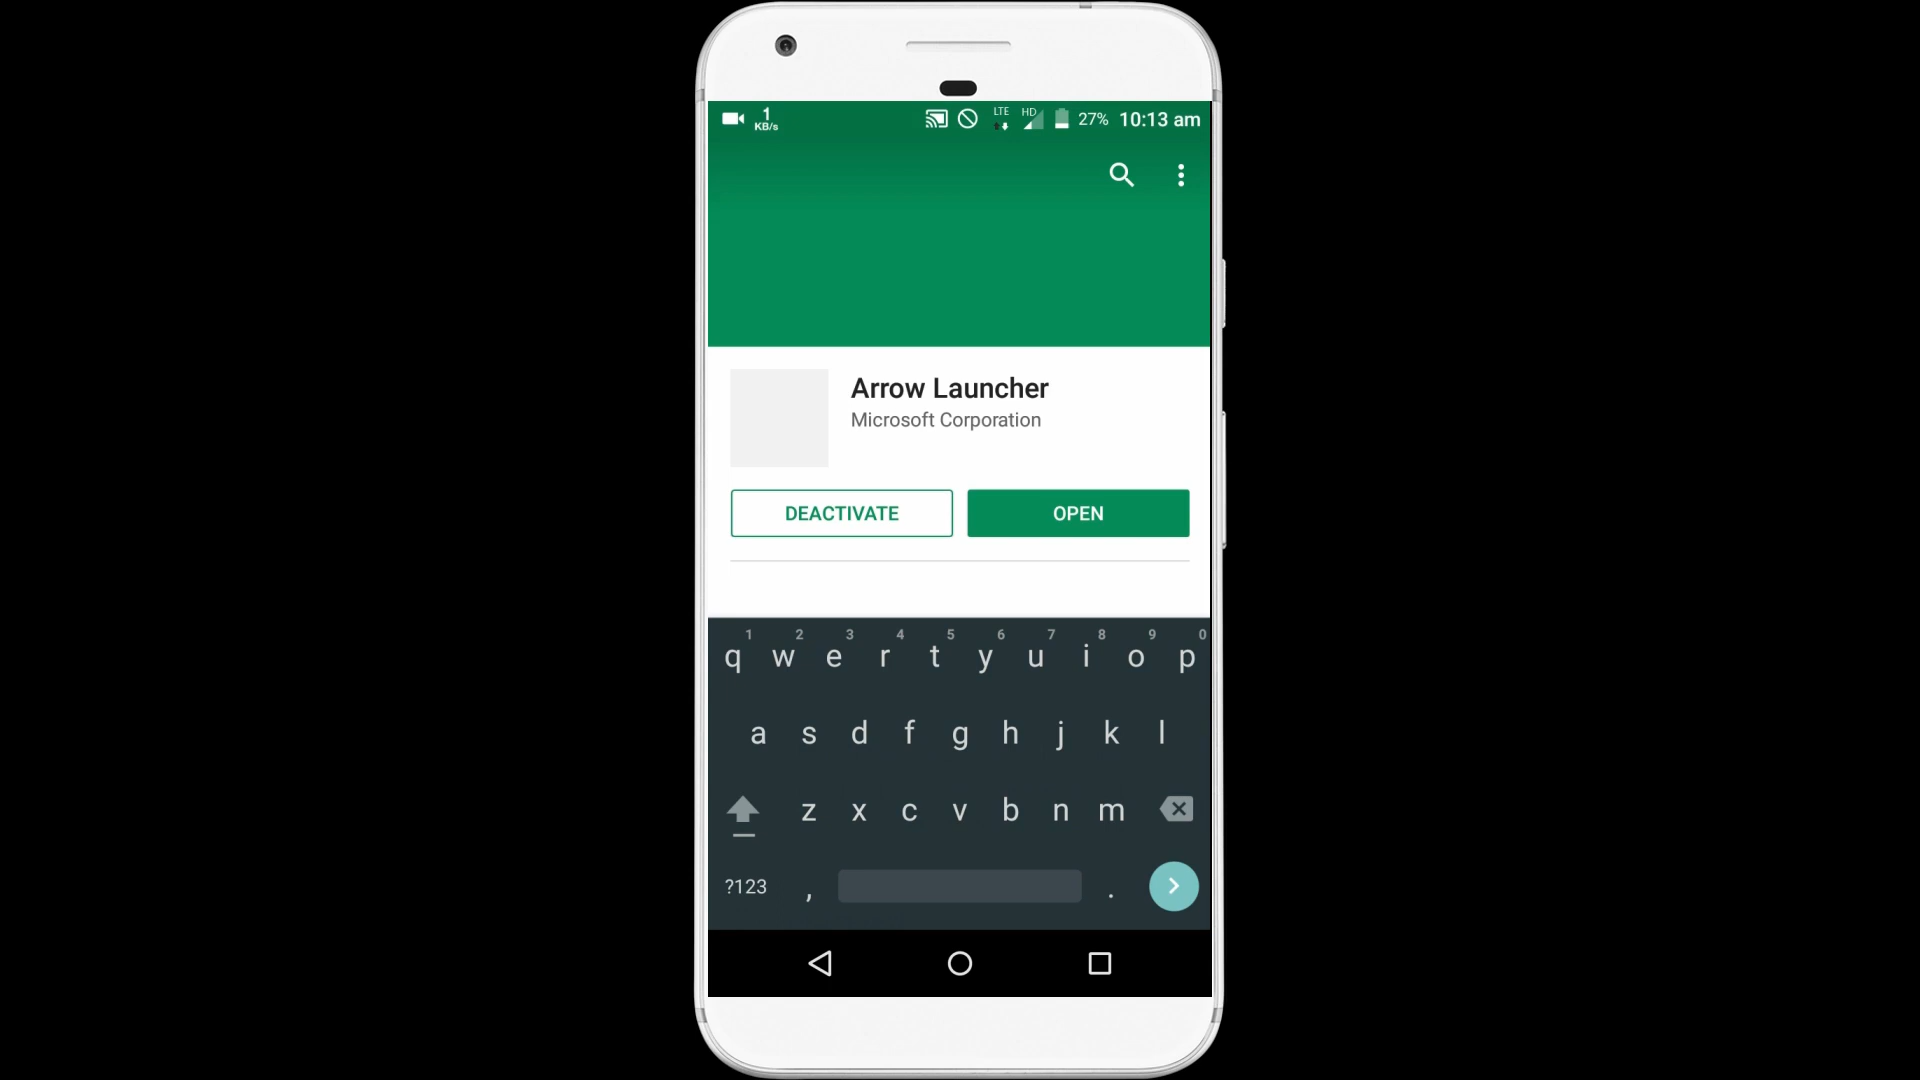 1
KB/s
LTE
HD
27%
10:13 am
Arrow Launcher
Microsoft Corporation
DEACTIVATE
OPEN
1 2 3 4 5 6 7 8 9 0
q w e r t y u i o p
a s d f g h j k l
z x c v b n m
?123 , .